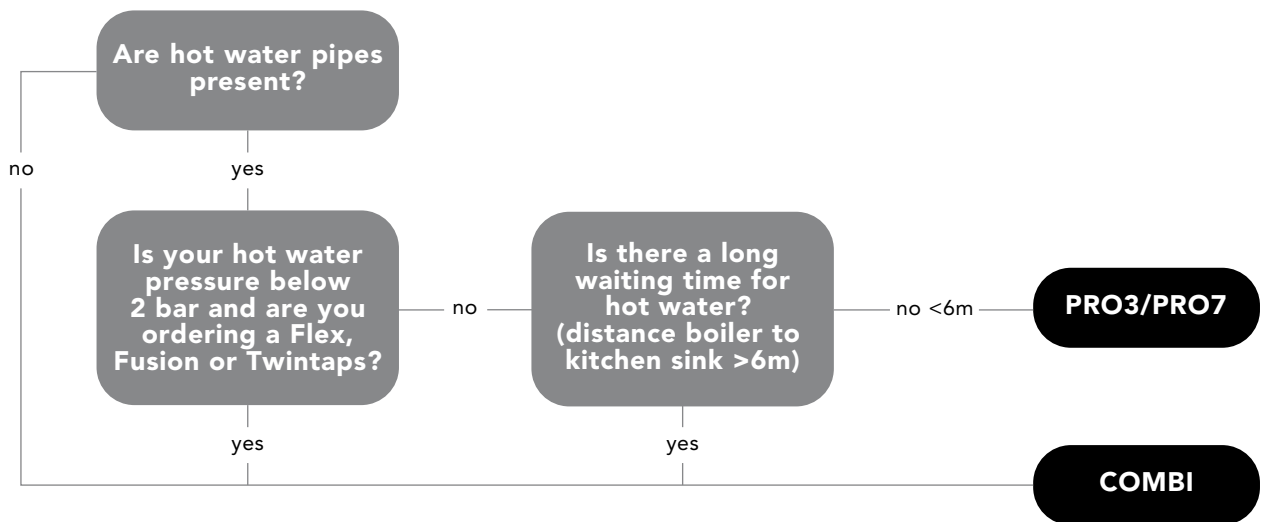 Are hot water pipes
present?
no
yes
Is your hot water
pressure below
2 bar and are you
ordering a Flex,
Fusion or Twintaps?
no
Is there a long
waiting time for
hot water?
(distance boiler to
kitchen sink >6m)
no <6m
PRO3/PRO7
yes
yes
COMBI